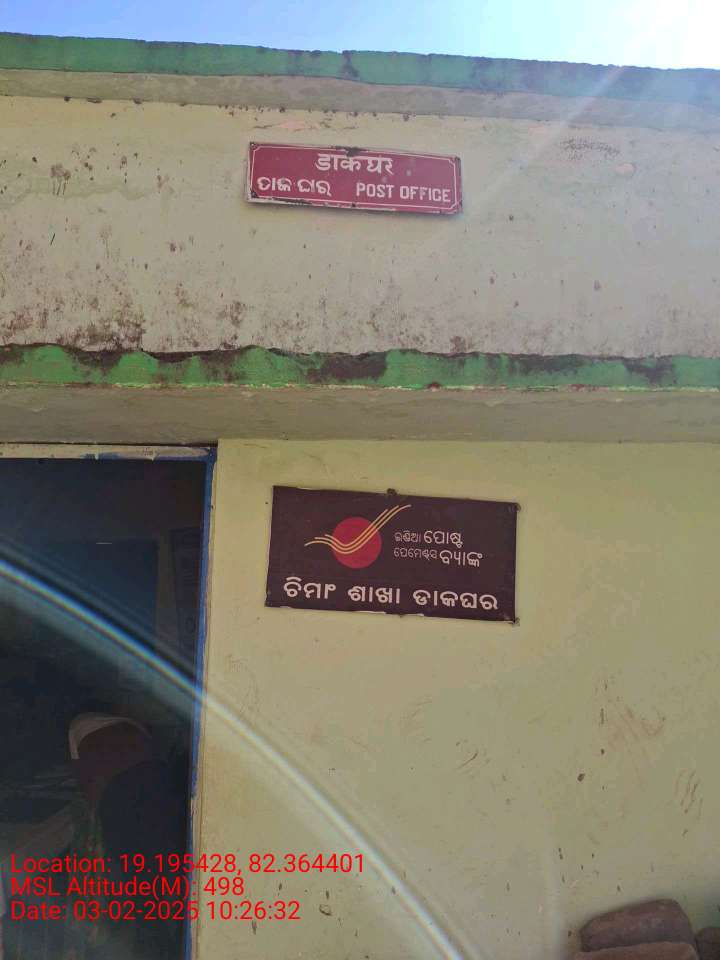 डाक घर
ଡାକ ଘର POST OFFICE
ଇଣ୍ଡିଆ ପୋଷ୍ଟ
ପେମେଣ୍ଟସ ବ୍ୟାଙ୍କ
ଚିମାଂ ଶାଖା ଡାକଘର
Location: 19.195428, 82.364401
MSL Altitude(M): 498
Date: 03-02-2025 10:26:32